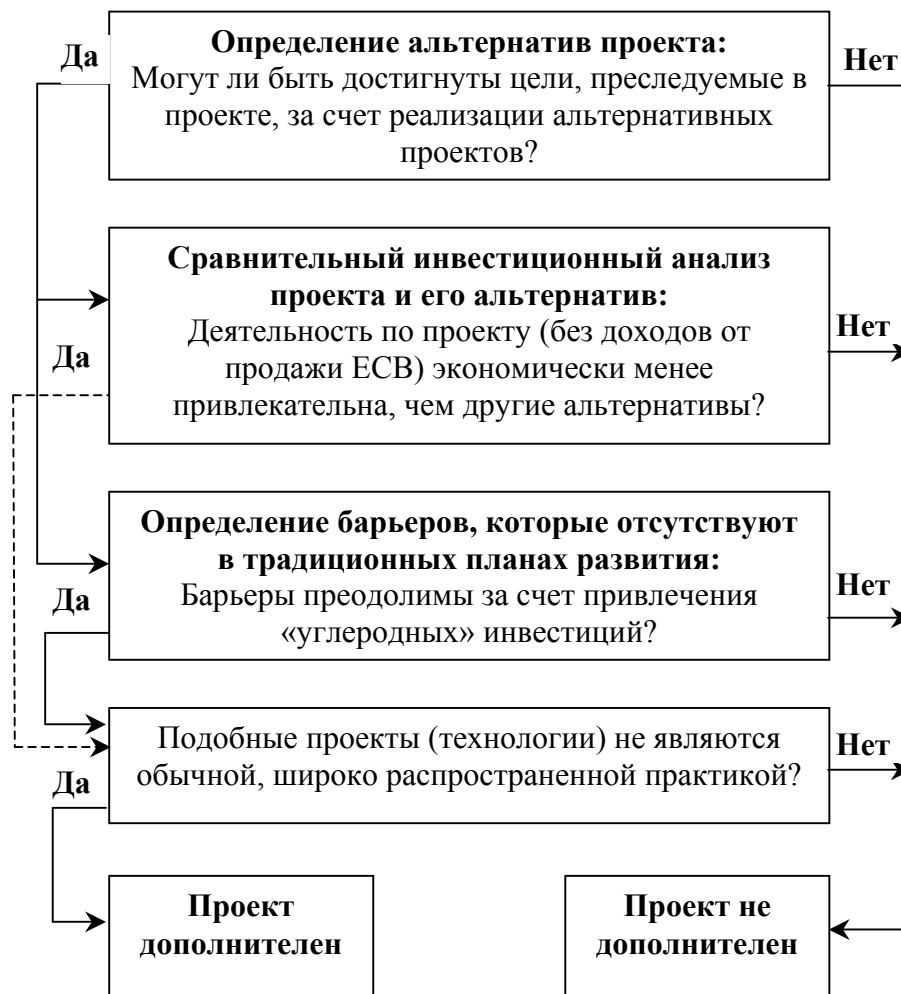 Да
Определение альтернатив проекта:
Нет
Могут ли быть достигнуты цели, преследуемые в
проекте, за счет реализации альтернативных
проектов?
Сравнительный инвестиционный анализ
проекта и его альтернатив:
Деятельность по проекту (без доходов от
продажи ЕСВ) экономически менее
привлекательна, чем другие альтернативы?
Нет
Да
Определение барьеров, которые отсутствуют
в традиционных планах развития:
Барьеры преодолимы за счет привлечения
«углеродных» инвестиций?
Нет
Да
Подобные проекты (технологии) не являются
обычной, широко распространенной практикой?
Нет
Да
Проект
дополнителен
Проект не
дополнителен